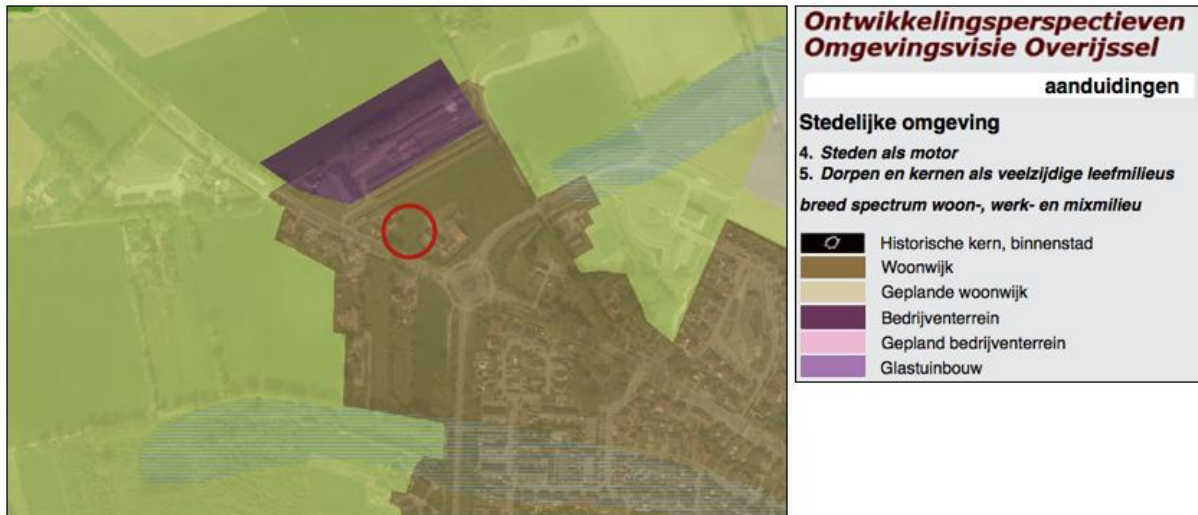 Ontwikkelingsperspectieven
Omgevingsvisie Overijssel
aanduidingen
Stedelijke omgeving
4. Steden als motor
5. Dorpen en kernen als veelzijdige leefmilieus
breed spectrum woon-, werk- en mixmilieu
Historische kern, binnenstad
Woonwijk
Geplande woonwijk
Bedrijventerrein
Gepland bedrijventerrein
Glastuinbouw